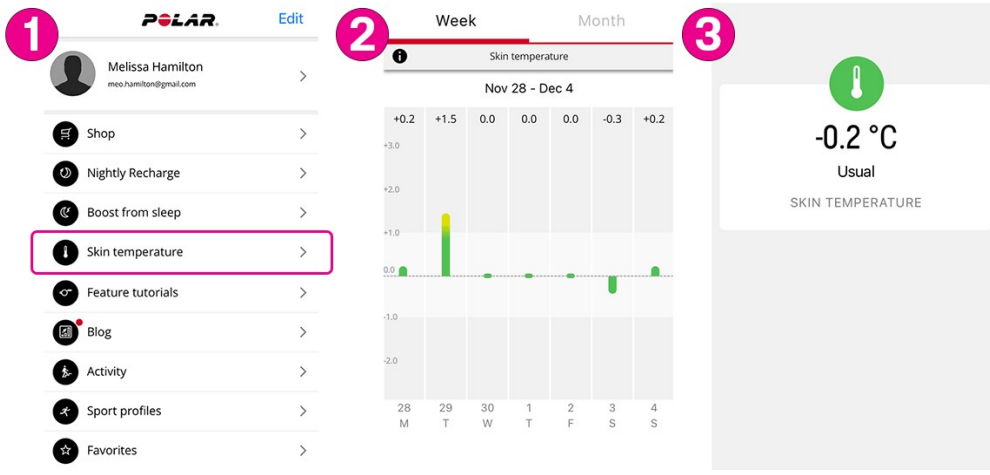 1
POLAR.
Edit
Melissa Hamilton
meo.hamilton@gmail.com
Shop
Nightly Recharge
Boost from sleep
Skin temperature
Feature tutorials
Blog
Activity
Sport profiles
Favorites
2
Week Month
Skin temperature
Nov 28 - Dec 4
+0.2 +1.5 0.0 0.0 0.0 -0.3 +0.2
+3.0
+2.0
+1.0
0.0
-1.0
-2.0
28 29 30 1 2 3 4
M T W T F S S
3
-0.2 °C
Usual
SKIN TEMPERATURE